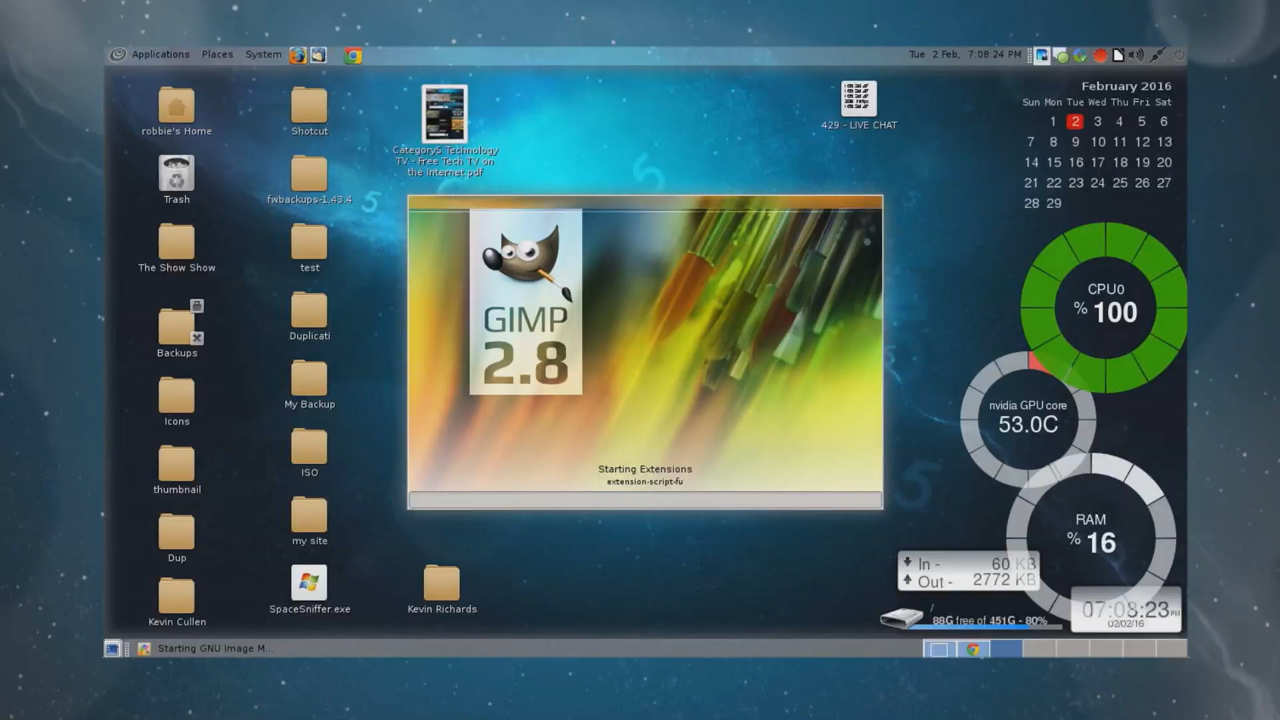 Applications Places System
Tue 2 Feb, 7:08:24 PM
robbie's Home
Trash
The Show Show
Backups
Icons
thumbnail
Dup
Kevin Cullen
Shotcut
fwbackups-1.43.4
test
Duplicati
My Backup
ISO
my site
SpaceSniffer.exe
Category5 Technology
TV - Free Tech TV on
the Internet.pdf
Kevin Richards
429 - LIVE CHAT
GIMP
2.8
Starting Extensions
extension-script-fu
February 2016
Sun Mon Tue Wed Thu Fri Sat
1 2 3 4 5 6
7 8 9 10 11 12 13
14 15 16 17 18 19 20
21 22 23 24 25 26 27
28 29
CPU0
% 100
nvidia GPU core
53.0C
RAM
% 16
In - 60 KB
Out - 2772 KB
/
88G free of 451G - 80%
07:08:23 PM
02/02/16
Starting GNU Image M...